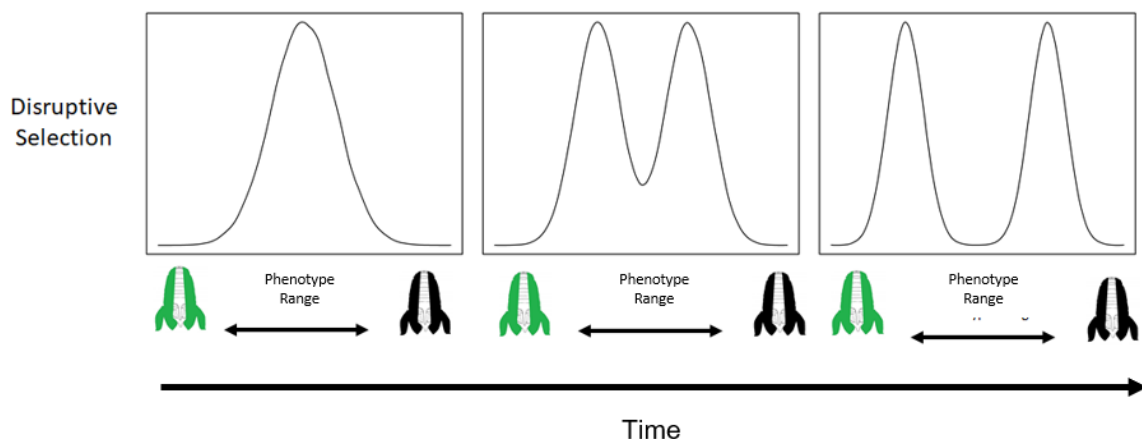 Disruptive
Selection
Phenotype
Range
Phenotype
Range
Phenotype
Range
Time